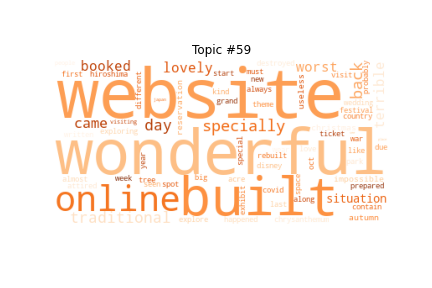 Topic #59
booked lovely worst back terrible
first hiroshima different start must new visit probably
website
kind always useless
reservation grand theme festival
came day specially country
wonderful
exploring special ticket war
year rebuilt like due
week tree oct disney
online built
seen spot big covid space prepared
acre exhibit along situation
last contain
traditional autumn
almost visiting impossible
explore